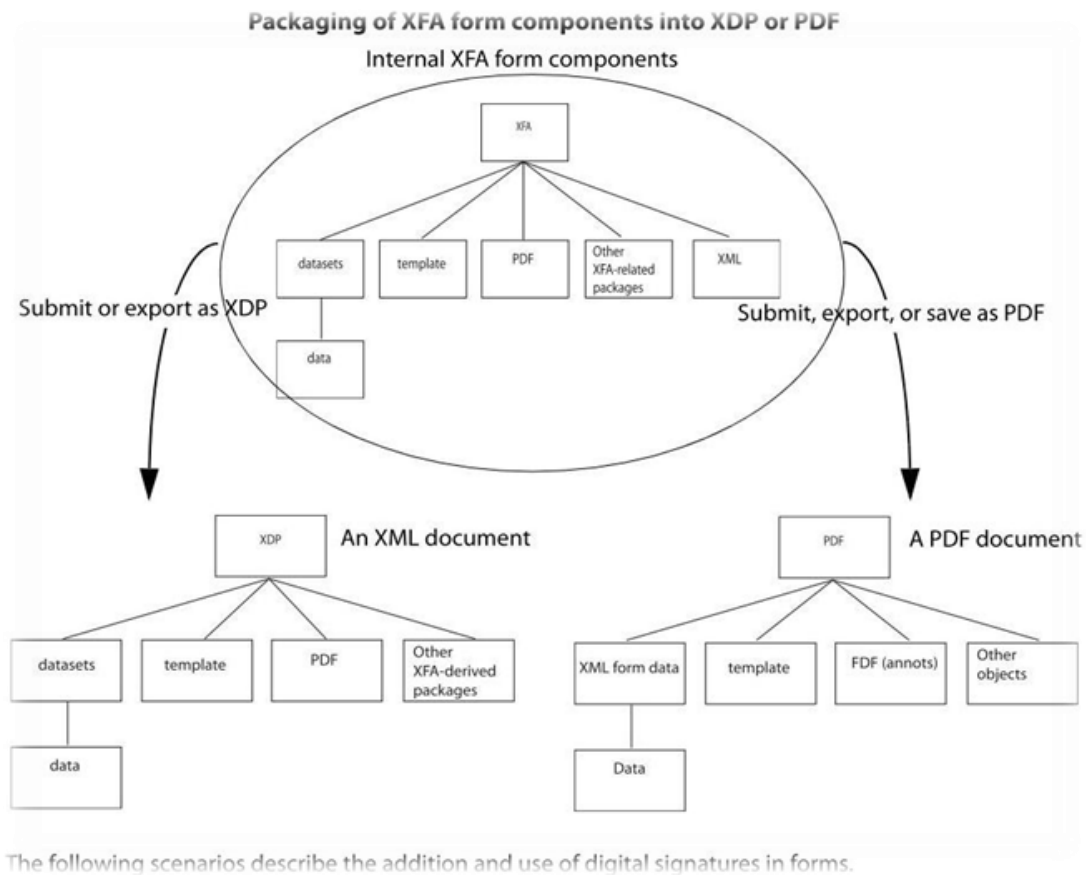 Packaging of XFA form components into XDP or PDF
Internal XFA form components
XFA
datasets
template
PDF
Other
XFA-related
packages
XML
data
Submit or export as XDP
Submit, export, or save as PDF
XDP
An XML document
datasets
template
PDF
Other
XFA-derived
packages
data
PDF
A PDF document
XML form data
template
FDF (annots)
Other
objects
Data
The following scenarios describe the addition and use of digital signatures in forms.